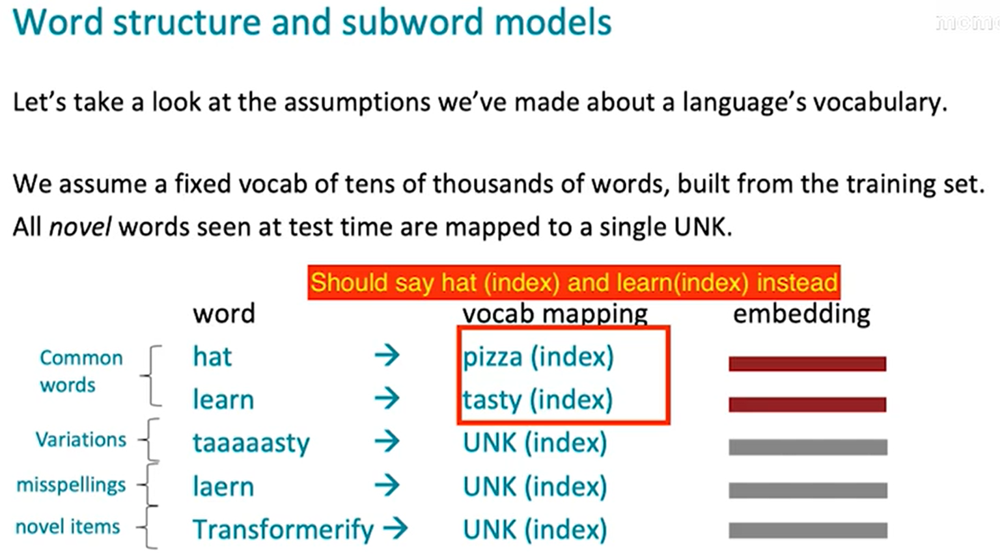 Word structure and subword models
Let's take a look at the assumptions we've made about a language's vocabulary.
We assume a fixed vocab of tens of thousands of words, built from the training set.
All novel words seen at test time are mapped to a single UNK.
Should say hat (index) and learn(index) instead
word vocab mapping embedding
Common words
hat → pizza (index)
learn → tasty (index)
Variations taaaaasty → UNK (index)
misspellings laern → UNK (index)
novel items Transformerify → UNK (index)